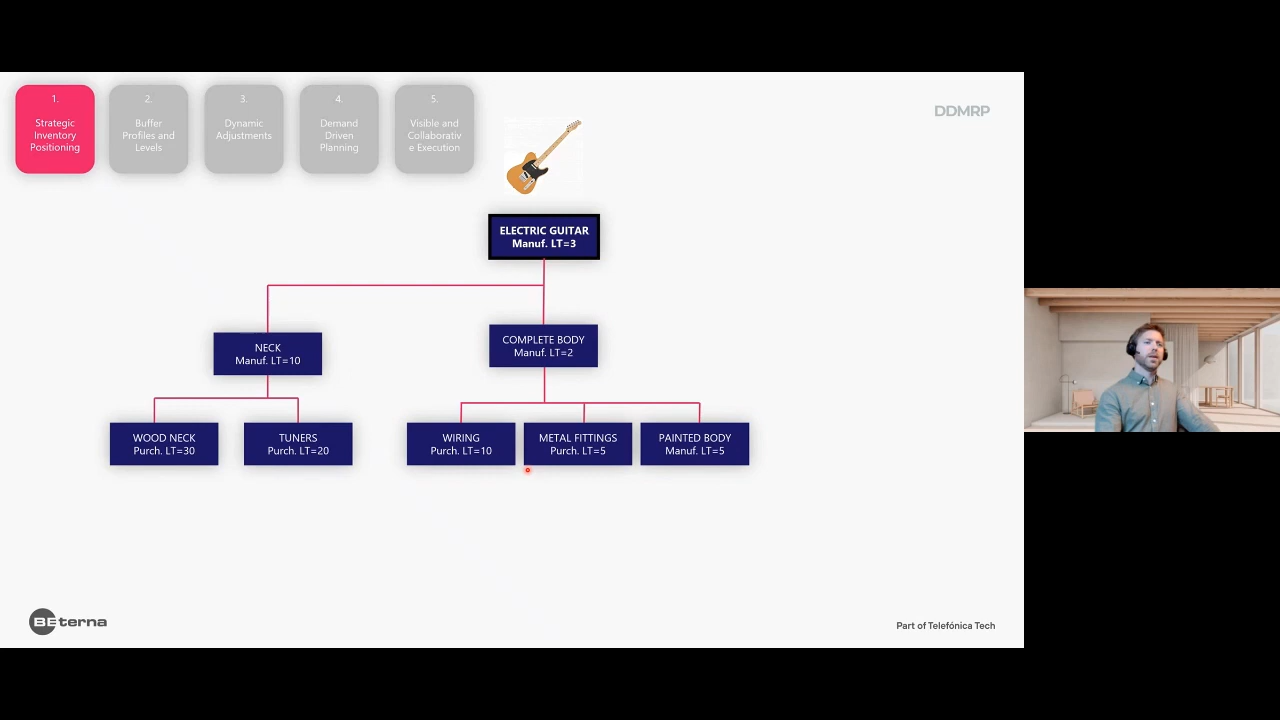 1.
Strategic
Inventory
Positioning
2.
Buffer
Profiles and
Levels
3.
Dynamic
Adjustments
4.
Demand
Driven
Planning
5.
Visible and
Collaborativ
e Execution
DDMRP
ELECTRIC GUITAR
Manuf. LT=3
NECK
Manuf. LT=10
COMPLETE BODY
Manuf. LT=2
WOOD NECK
Purch. LT=30
TUNERS
Purch. LT=20
WIRING
Purch. LT=10
METAL FITTINGS
Purch. LT=5
PAINTED BODY
Manuf. LT=5
BE terna
Part of Telefónica Tech